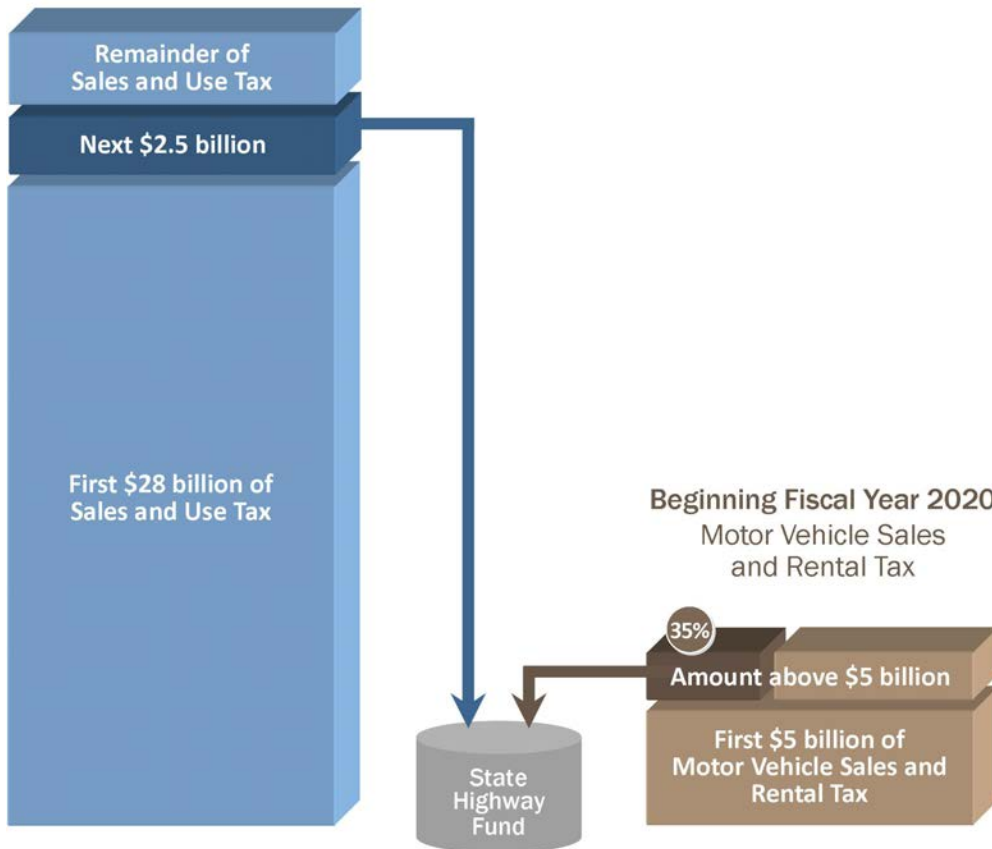 Remainder of
Sales and Use Tax
Next $2.5 billion
First $28 billion of
Sales and Use Tax
Beginning Fiscal Year 2020
Motor Vehicle Sales
and Rental Tax
35%
Amount above $5 billion
First $5 billion of
Motor Vehicle Sales and
Rental Tax
State
Highway
Fund